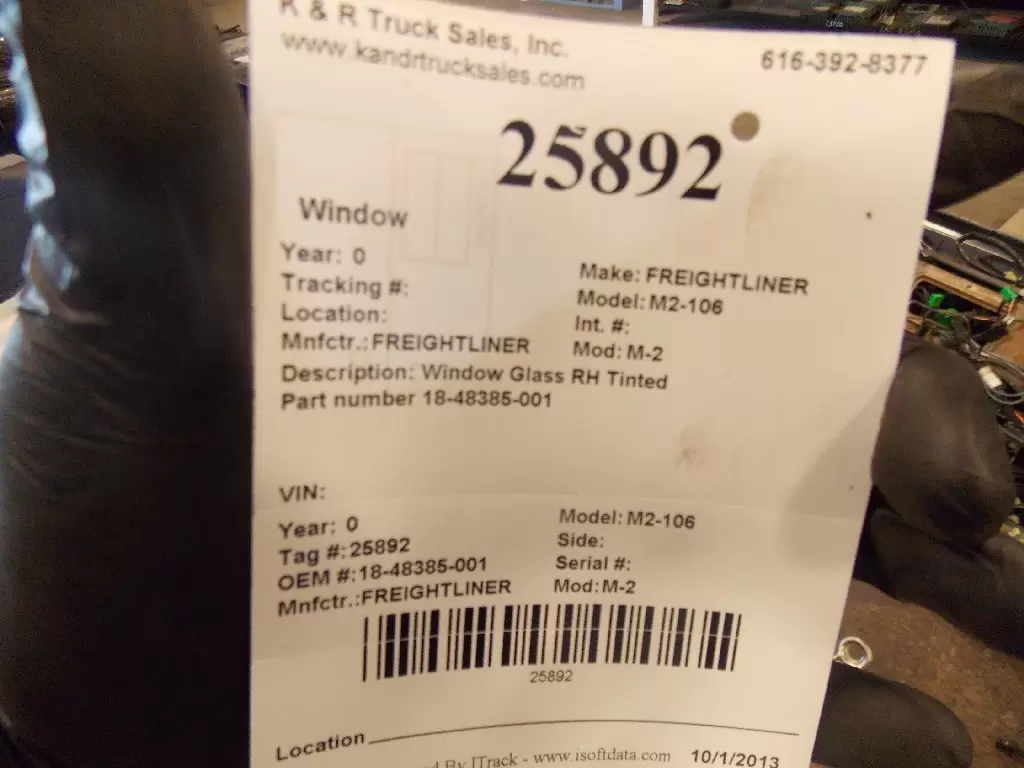 K & R Truck Sales, Inc.
www.kandrtrucksales.com
616-392-8377
25892
Window
Year: 0
Tracking #:
Location:
Mnfctr.: FREIGHTLINER
Make: FREIGHTLINER
Model: M2-106
Int. #:
Mod: M-2
Description: Window Glass RH Tinted
Part number 18-48385-001
VIN:
Year: 0
Tag #: 25892
OEM #: 18-48385-001
Mnfctr.: FREIGHTLINER
Model: M2-106
Side:
Serial #:
Mod: M-2
25892
Location
By ITrack - www.isoftdata.com 10/1/2013